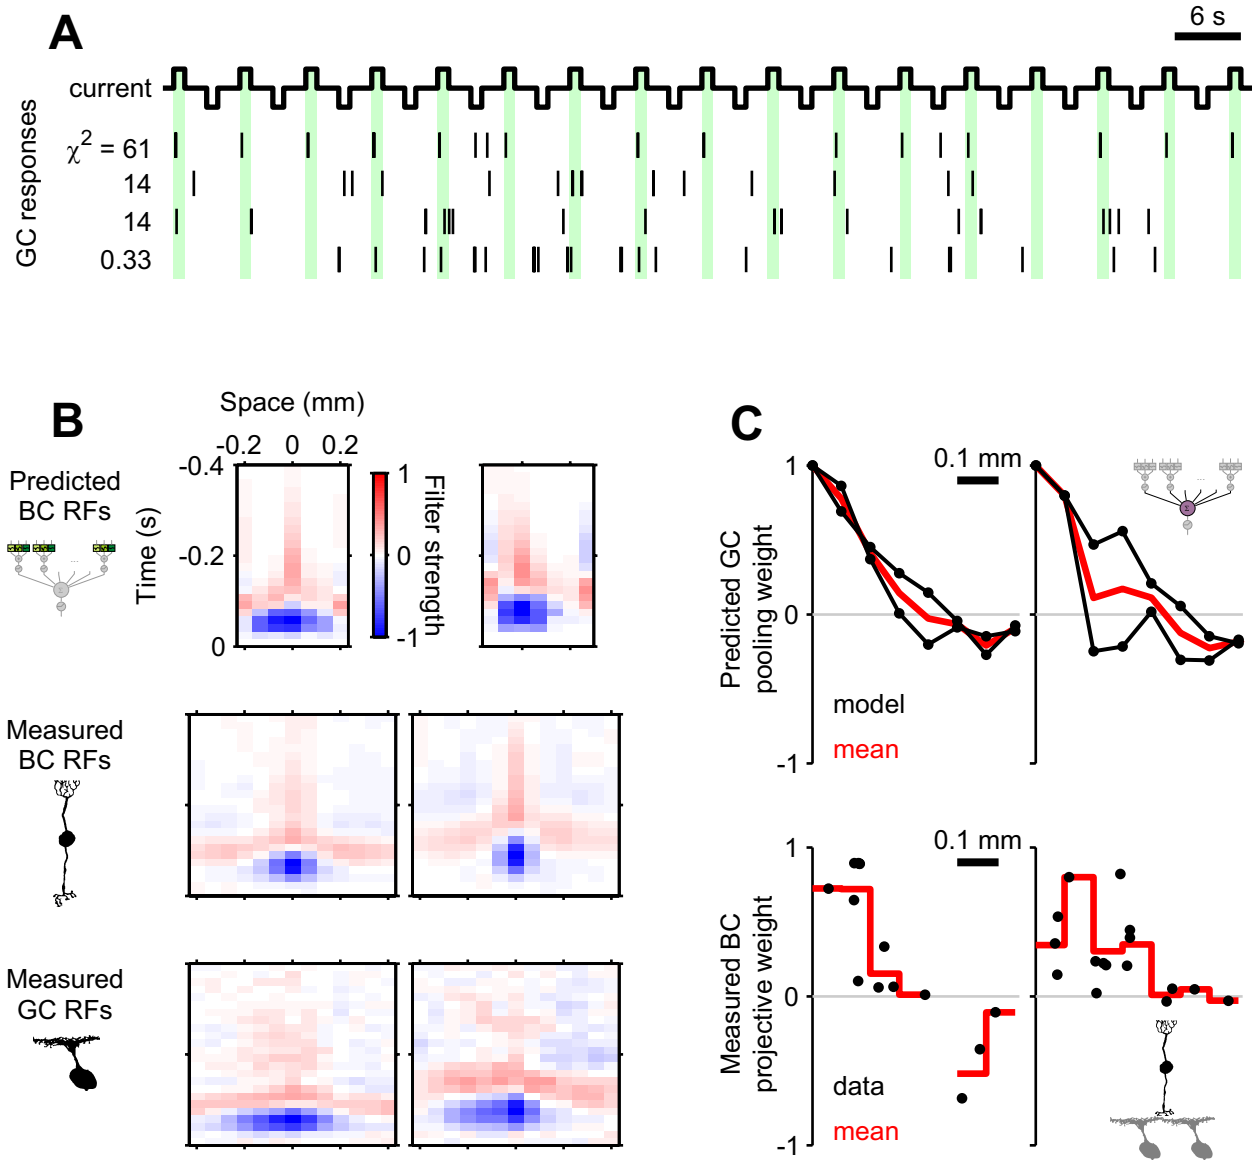 A
6 s
current
GC responses
χ² = 61
14
14
0.33
B
Space (mm)
-0.2 0 0.2
Predicted
BC RFs
Time (s)
-0.4
-0.2
0
1
0
-1
Filter strength
Measured
BC RFs
Measured
GC RFs
C
Predicted GC
pooling weight
1
0
-1
0.1 mm
...
Σ
model
mean
Measured BC
projective weight
1
0
-1
0.1 mm
data
mean